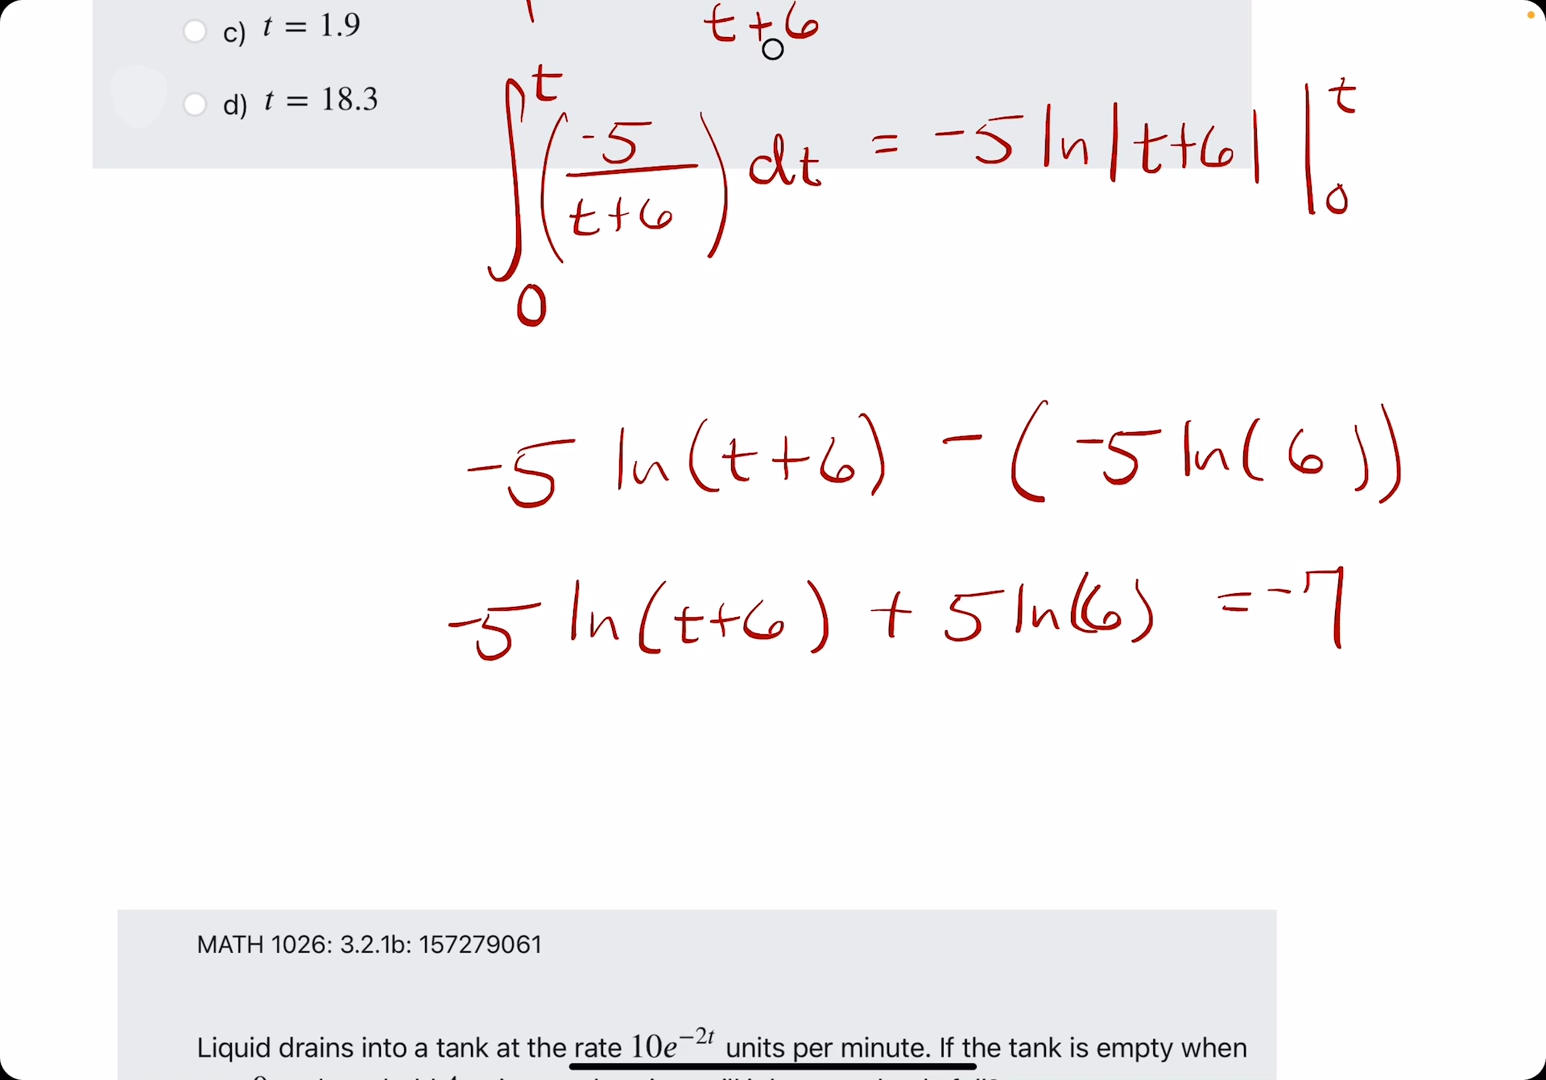 c) t = 1.9
t+6
d) t = 18.3
∫₀ᵗ (-5/(t+6)) dt = -5 ln|t+6| |₀ᵗ
-5 ln(t+6) - (-5 ln(6))
-5 ln(t+6) + 5 ln(6) = -7
MATH 1026: 3.2.1b: 157279061
Liquid drains into a tank at the rate 10e⁻²ᵗ units per minute. If the tank is empty when